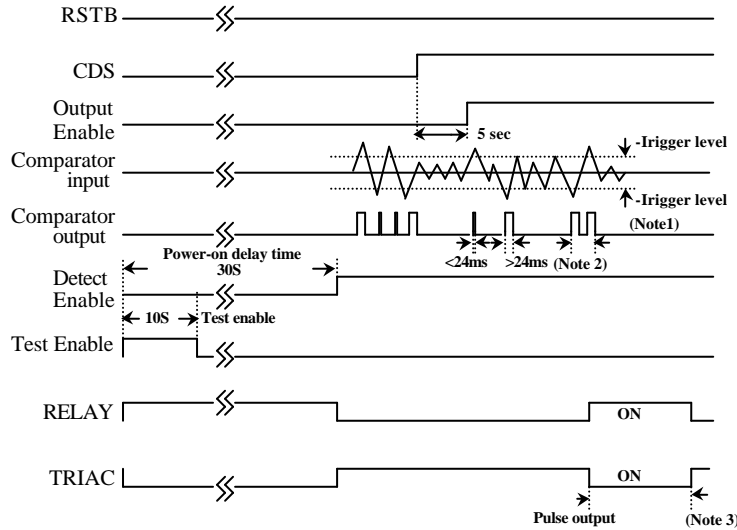 RSTB
CDS
Output
Enable
5 sec
Comparator
input
-Irigger level
-Irigger level
Comparator
output
(Note1)
Power-on delay time
30S
<24ms
>24ms
(Note 2)
Detect
Enable
10S
Test enable
Test Enable
RELAY
ON
TRIAC
ON
Pulse output
(Note 3)